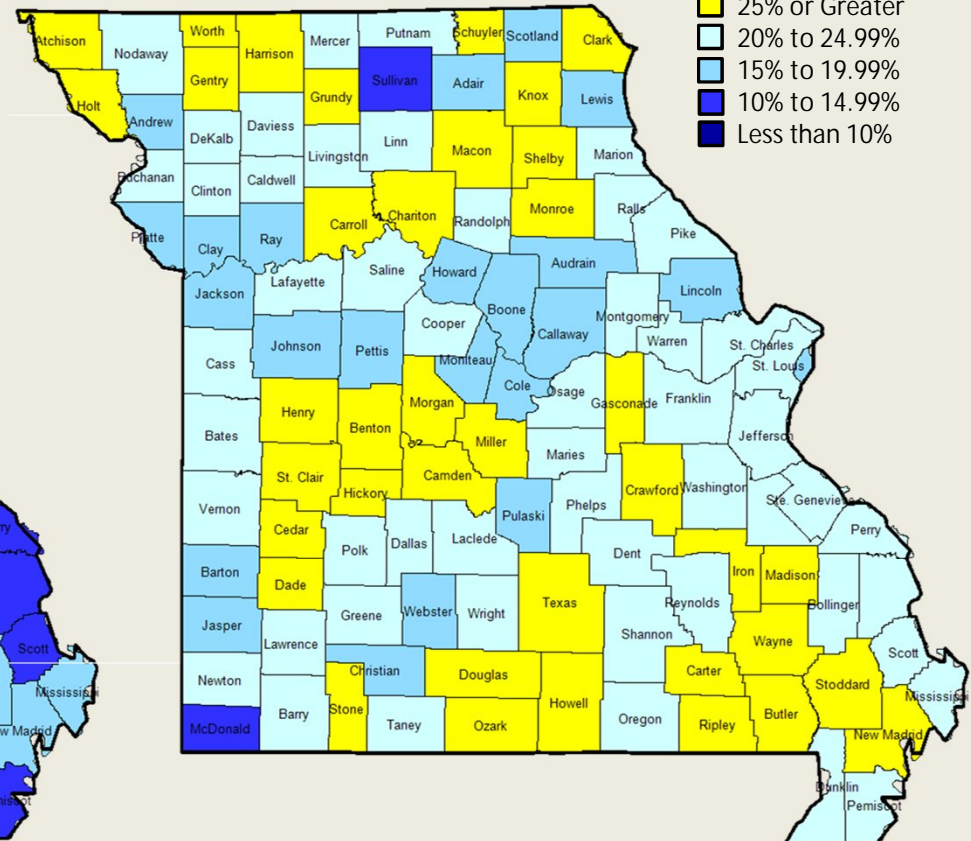 25% or Greater
20% to 24.99%
15% to 19.99%
10% to 14.99%
Less than 10%
Atchison
Nodaway
Worth
Harrison
Mercer
Putnam
Schuyler
Scotland
Clark
Gentry
Holt
Grundy
Sullivan
Adair
Knox
Lewis
Andrew
DeKalb
Daviess
Livingston
Linn
Macon
Shelby
Marion
Buchanan
Clinton
Caldwell
Carroll
Chariton
Randolph
Monroe
Ralls
Pike
Platte
Clay
Ray
Jackson
Lafayette
Saline
Howard
Boone
Audrain
Callaway
Lincoln
Montgomery
Warren
St. Charles
St. Louis
Cass
Johnson
Pettis
Cooper
Moniteau
Cole
Osage
Gasconade
Franklin
Jefferson
Bates
Henry
Benton
Morgan
Miller
Maries
Vernon
St. Clair
Hickory
Camden
Pulaski
Phelps
Crawford
Washington
Ste. Genevieve
Perry
Cedar
Polk
Dallas
Laclede
Dent
Iron
Madison
Bollinger
Barton
Dade
Greene
Webster
Wright
Texas
Shannon
Reynolds
Wayne
Scott
Jasper
Lawrence
Christian
Douglas
Howell
Carter
Stoddard
Mississippi
Newton
Stone
Taney
Ozark
Oregon
Ripley
Butler
New Madrid
McDonald
Barry
Dunklin
Pemiscot
ry
Scott
Mississippi
w Madrid
miscot